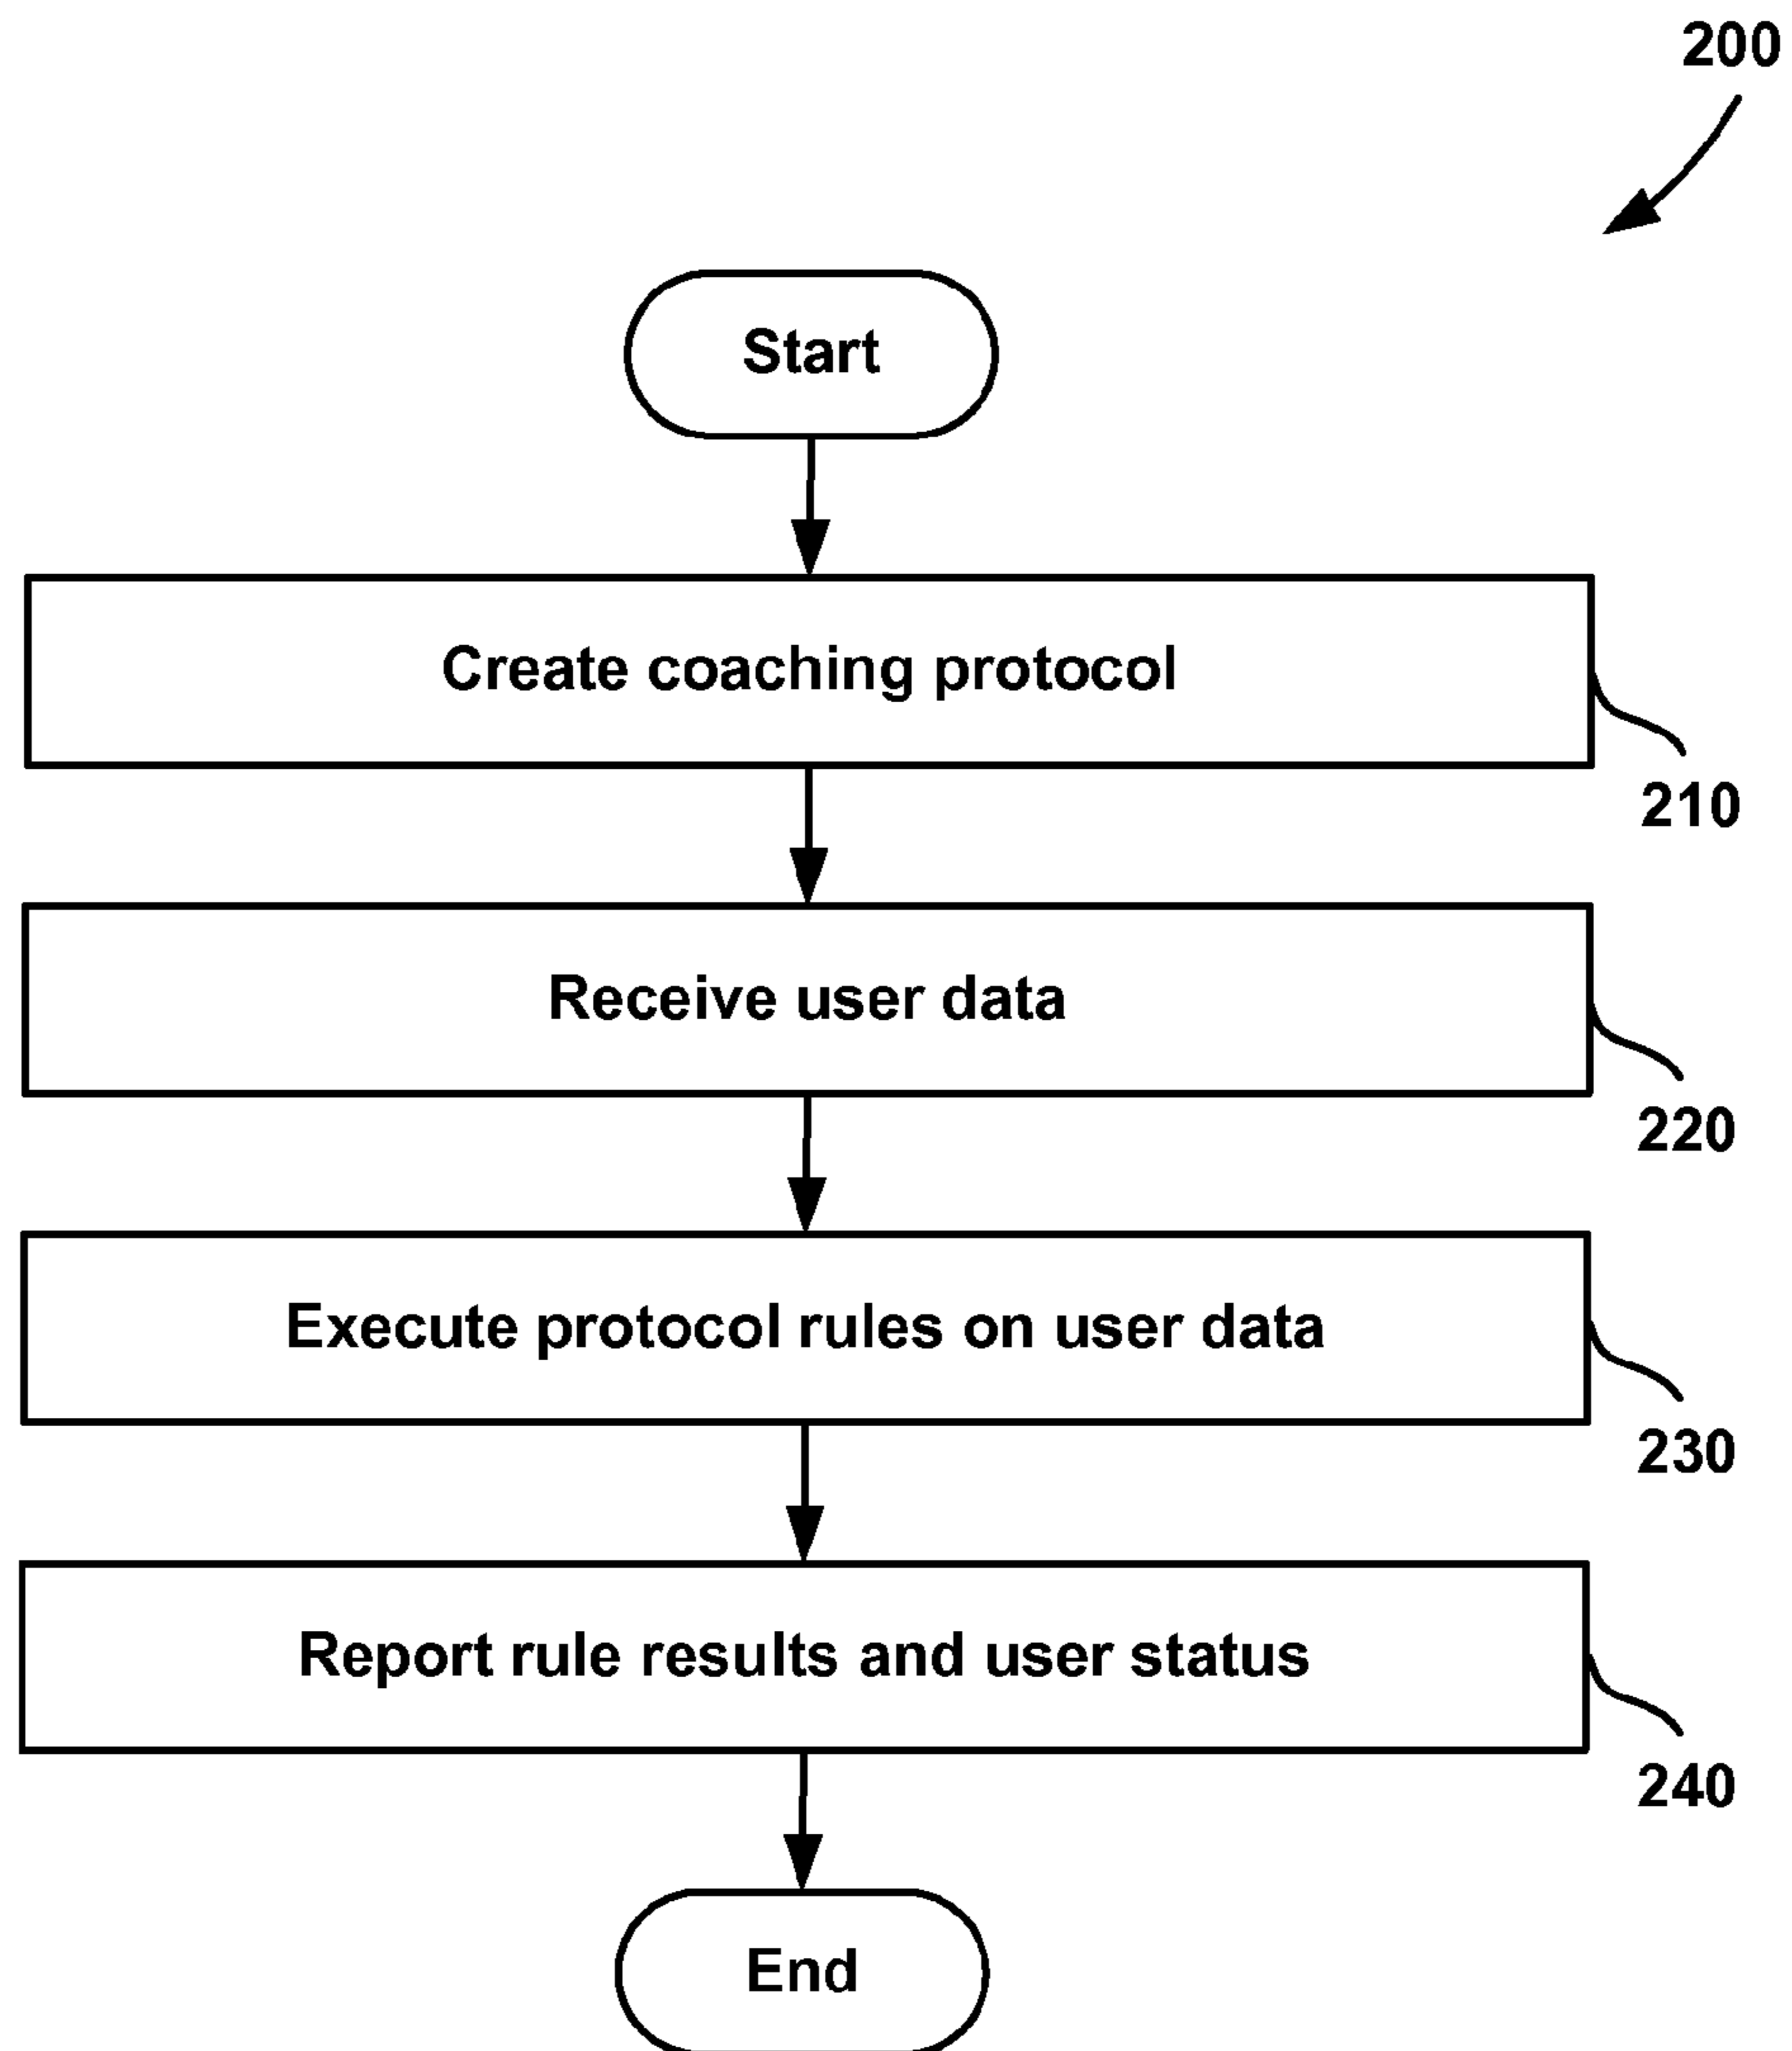 200
Start
Create coaching protocol
210
Receive user data
220
Execute protocol rules on user data
230
Report rule results and user status
240
End